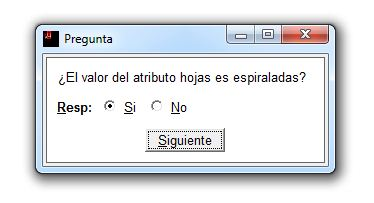 Pregunta
¿El valor del atributo hojas es espiraladas?
Resp: Si No
Siguiente